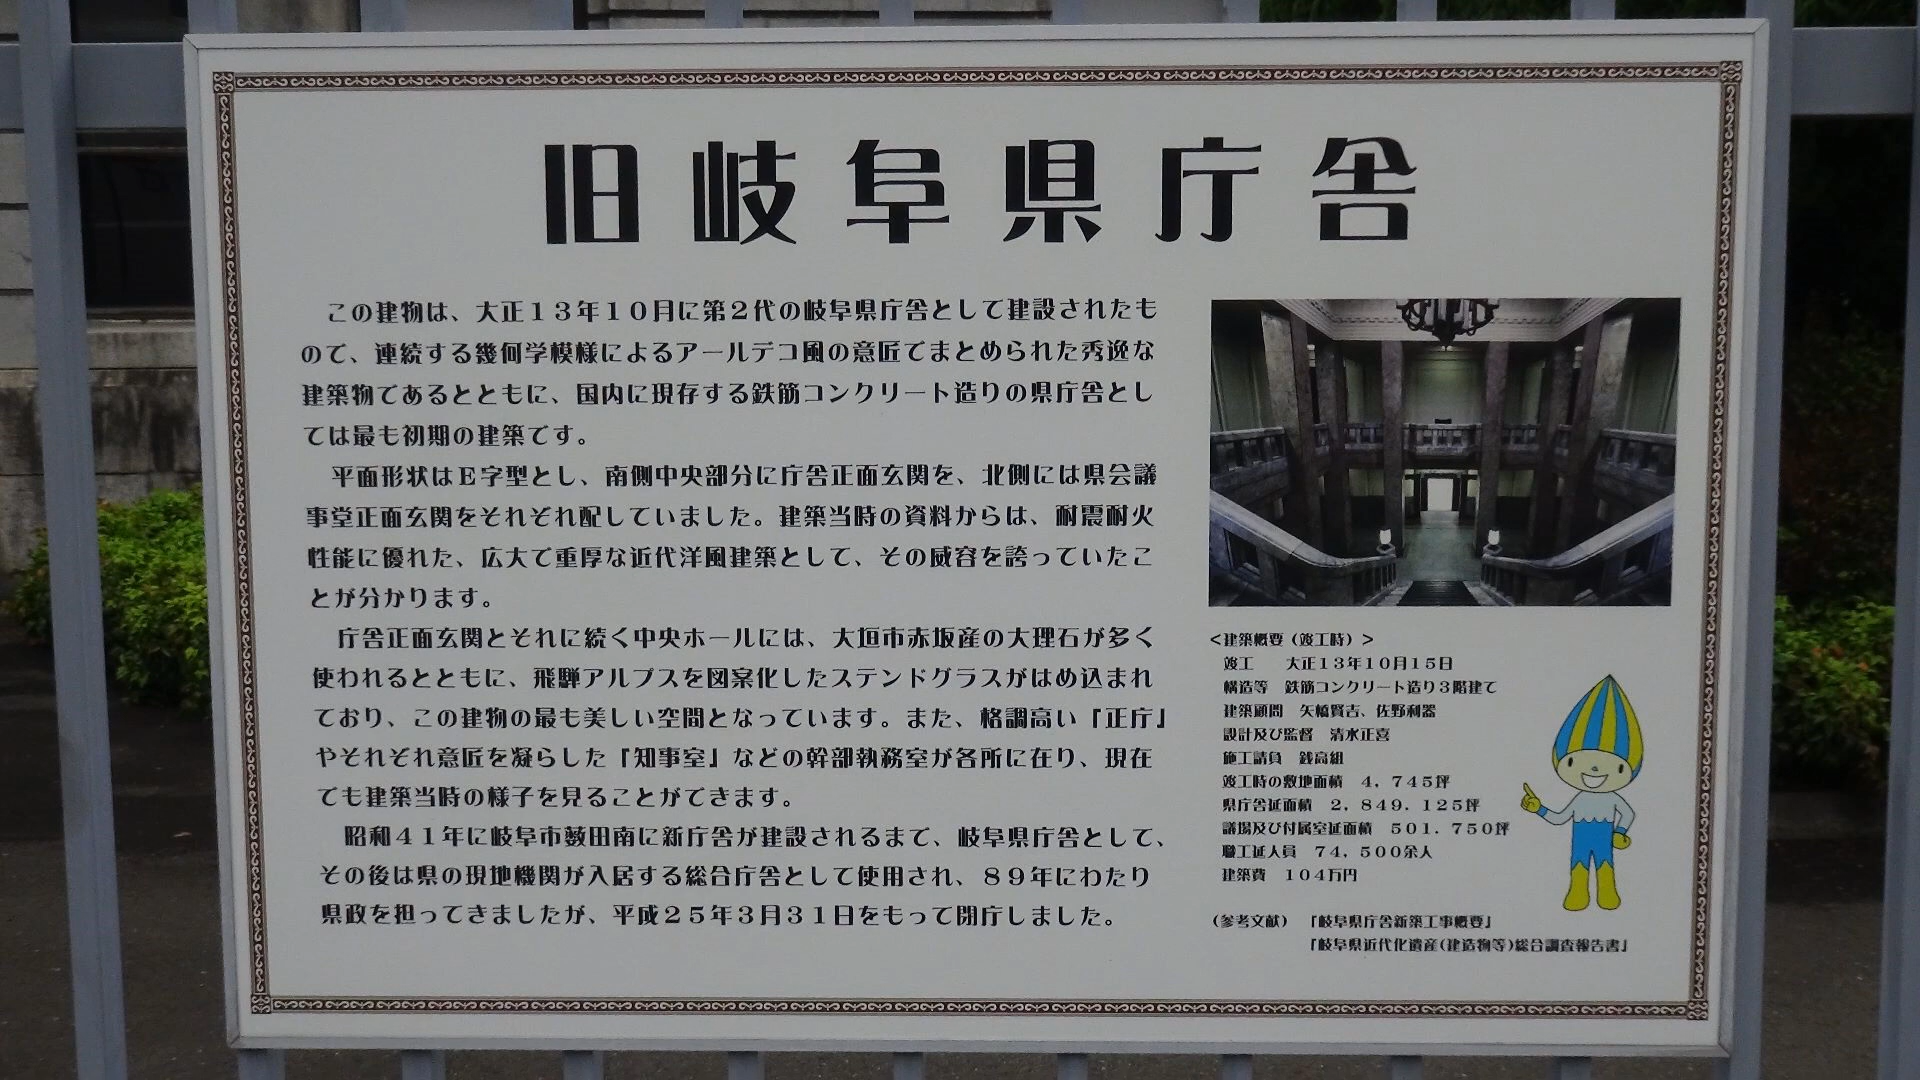 旧岐阜県庁舎
この建物は、大正13年10月に第2代の岐阜県庁舎として建設されたも
ので、連続する幾何学模様によるアールデコ風の意匠でまとめられた秀逸な
建築物であるとともに、国内に現存する鉄筋コンクリート造りの県庁舎とし
ては最も初期の建築です。
平面形状はE字型とし、南側中央部分に庁舎正面玄関を、北側には県会議
事堂正面玄関をそれぞれ配していました。建築当時の資料からは、耐震耐火
性能に優れた、広大で重厚な近代洋風建築として、その威容を誇っていたこ
とが分かります。
庁舎正面玄関とそれに続く中央ホールには、大垣市赤坂産の大理石が多く
使われるとともに、飛騨アルプスを図案化したステンドグラスがはめ込まれ
ており、この建物の最も美しい空間となっています。また、格調高い「正庁」
やそれぞれ意匠を凝らした「知事室」などの幹部執務室が各所に在り、現在
でも建築当時の様子を見ることができます。
昭和41年に岐阜市薮田南に新庁舎が建設されるまで、岐阜県庁舎として、
その後は県の現地機関が入居する総合庁舎として使用され、89年にわたり
県政を担ってきましたが、平成25年3月31日をもって閉庁しました。
<建築概要(竣工時)>
竣工 大正13年10月15日
構造等 鉄筋コンクリート造り3階建て
建築顧問 矢橋賢吉、佐野利器
設計及び監督 清水正喜
施工請負 銭高組
竣工時の敷地面積 4,745坪
県庁舎延面積 2,849.125坪
議場及び付属室延面積 501.750坪
職工延人員 74,500余人
建築費 104万円
(参考文献) 「岐阜県庁舎新築工事概要」
「岐阜県近代化遺産(建造物等)総合調査報告書」